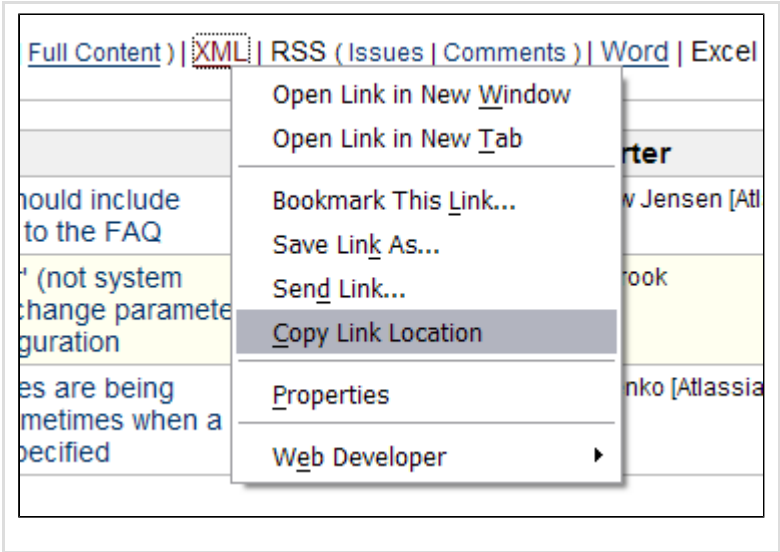 Full Content ) | XML | RSS ( Issues | Comments ) | Word | Excel
Open Link in New Window
Open Link in New Tab
Bookmark This Link...
Save Link As...
Send Link...
Copy Link Location
Properties
Web Developer
rter
hould include
to the FAQ
w Jensen [Atl
r' (not system
change paramete
guration
rook
es are being
metimes when a
pecified
nko [Atlassia